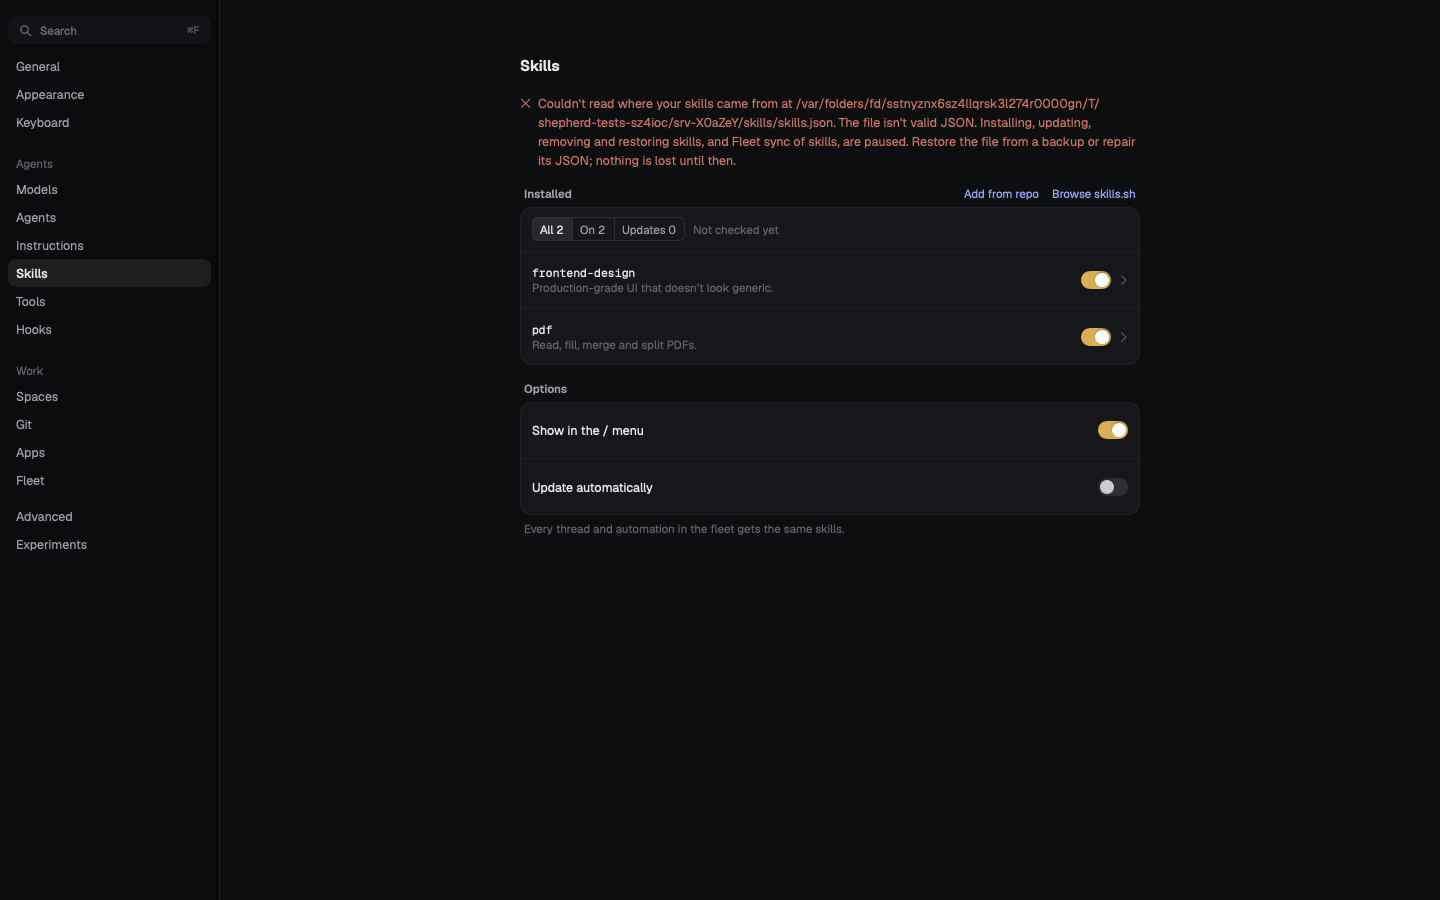 Search ⌘F
General
Appearance
Keyboard
Agents
Models
Agents
Instructions
Skills
Tools
Hooks
Work
Spaces
Git
Apps
Fleet
Advanced
Experiments
Skills
Couldn't read where your skills came from at /var/folders/fd/sstnyznx6sz4llqrsk3l274r0000gn/T/
shepherd-tests-sz4ioc/srv-X0aZeY/skills/skills.json. The file isn't valid JSON. Installing, updating,
removing and restoring skills, and Fleet sync of skills, are paused. Restore the file from a backup or repair
its JSON; nothing is lost until then.
Installed Add from repo Browse skills.sh
All 2 On 2 Updates 0 Not checked yet
frontend-design
Production-grade UI that doesn't look generic.
pdf
Read, fill, merge and split PDFs.
Options
Show in the / menu
Update automatically
Every thread and automation in the fleet gets the same skills.